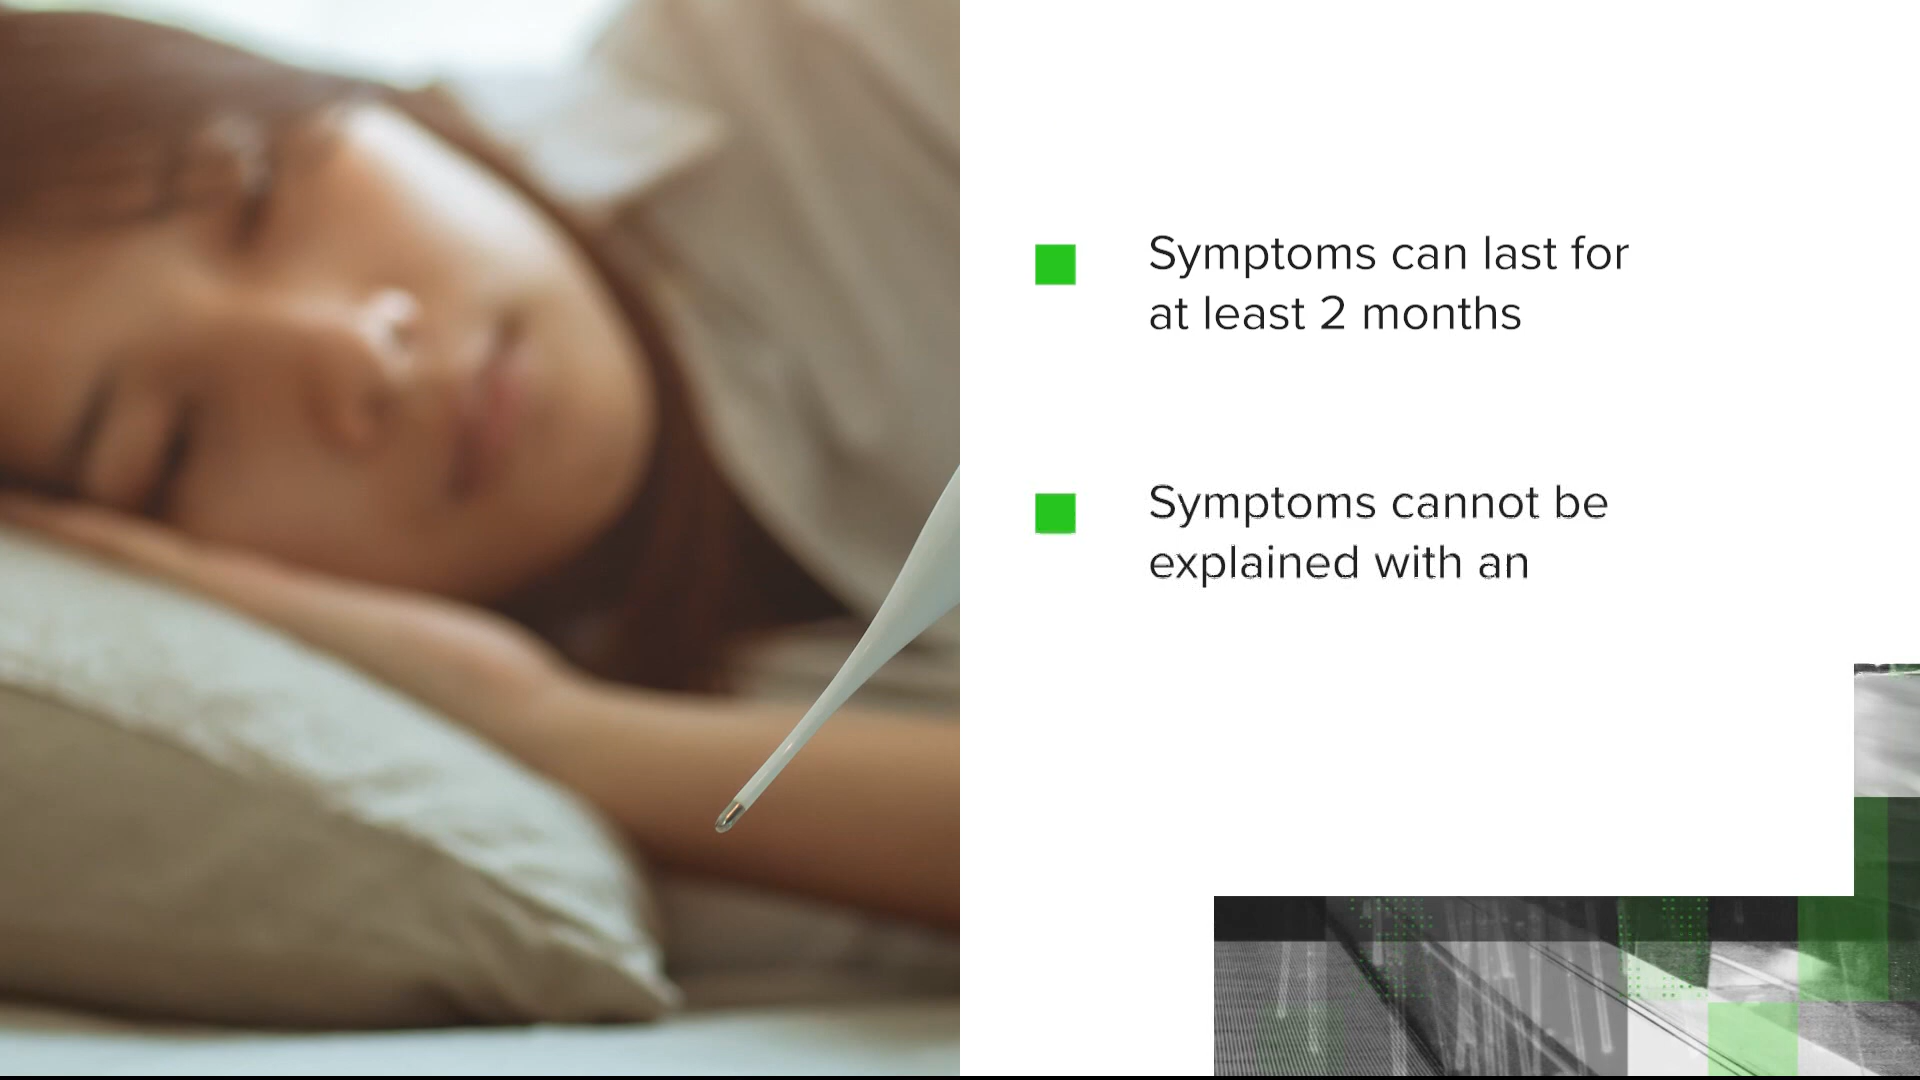 Symptoms can last for
at least 2 months
Symptoms cannot be
explained with an